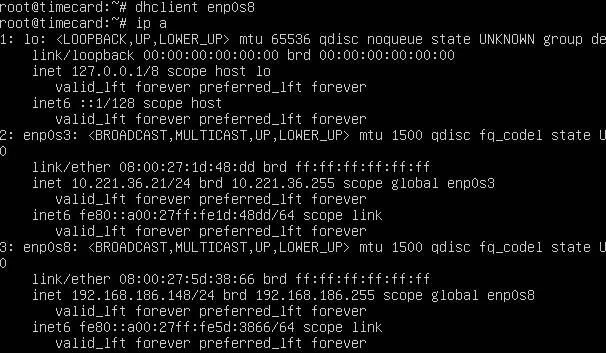 root@timecard:~# dhclient enp0s8
root@timecard:~# ip a
1: lo: <LOOPBACK,UP,LOWER_UP> mtu 65536 qdisc noqueue state UNKNOWN group de
link/loopback 00:00:00:00:00:00 brd 00:00:00:00:00:00
inet 127.0.0.1/8 scope host lo
valid_lft forever preferred_lft forever
inet6 ::1/128 scope host
valid_lft forever preferred_lft forever
2: enp0s3: <BROADCAST,MULTICAST,UP,LOWER_UP> mtu 1500 qdisc fq_codel state U
0
link/ether 08:00:27:1d:48:dd brd ff:ff:ff:ff:ff:ff
inet 10.221.36.21/24 brd 10.221.36.255 scope global enp0s3
valid_lft forever preferred_lft forever
inet6 fe80::a00:27ff:fe1d:48dd/64 scope link
valid_lft forever preferred_lft forever
3: enp0s8: <BROADCAST,MULTICAST,UP,LOWER_UP> mtu 1500 qdisc fq_codel state U
0
link/ether 08:00:27:5d:38:66 brd ff:ff:ff:ff:ff:ff
inet 192.168.186.148/24 brd 192.168.186.255 scope global enp0s8
valid_lft forever preferred_lft forever
inet6 fe80::a00:27ff:fe5d:3866/64 scope link
valid_lft forever preferred_lft forever